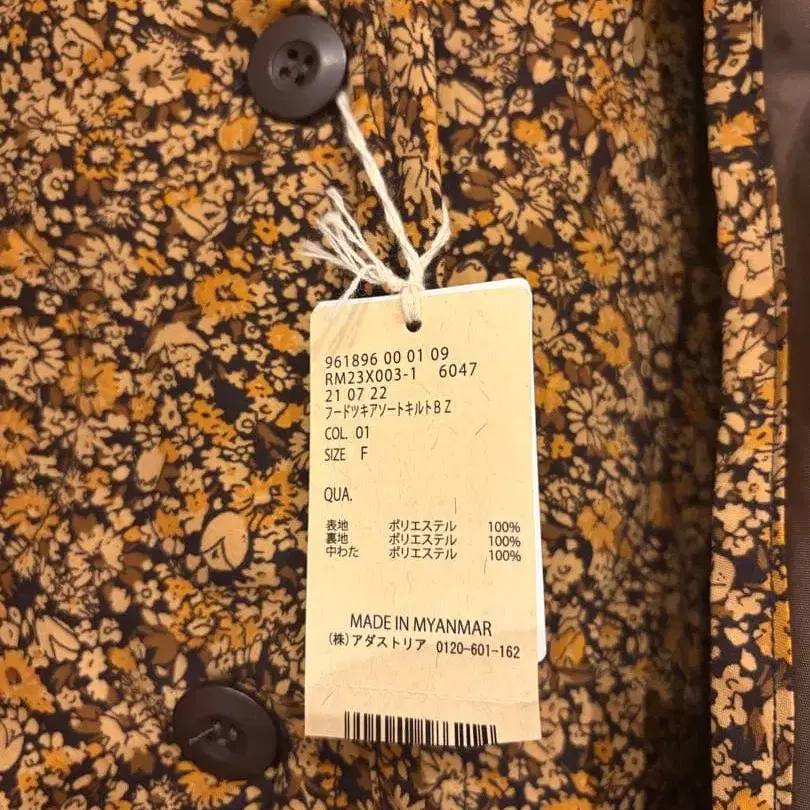 961896 00 01 09
RM23X003-1 6047
21 07 22
フードツキアソートキルトB Z
COL. 01
SIZE F
QUA.
表地 ポリエステル 100%
裏地 ポリエステル 100%
中わた ポリエステル 100%
MADE IN MYANMAR
(株)アダストリア 0120-601-162